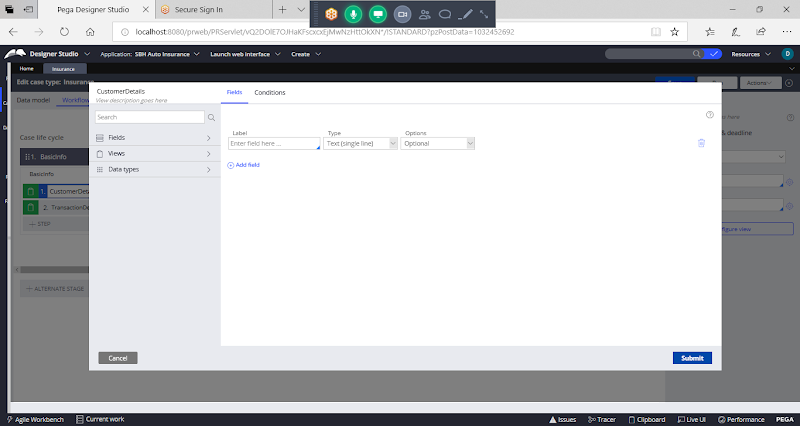 Pega Designer Studio
Secure Sign In
localhost:8080/prweb/PRServlet/vQ2DOlE7OJHaKFscxcxEjMwNzHttOkXN*/!STANDARD?pzPostData=1032452692
Designer Studio
Application: SBH Auto Insurance
Launch web interface
Create
Resources
D
Home
Insurance
Edit case type: Insurance
Actions
Data model
Workflow
CustomerDetails
View description goes here
Fields
Conditions
Search
Fields
Views
Data types
Label
Type
Options
Enter field here ...
Text (single line)
Optional
Add field
Case life cycle
1. BasicInfo
BasicInfo
1. CustomerDeta
2. TransactionDe
STEP
ALTERNATE STAGE
& deadline
figure view
Cancel
Submit
Agile Workbench
Current work
Issues
Tracer
Clipboard
Live UI
Performance
PEGA